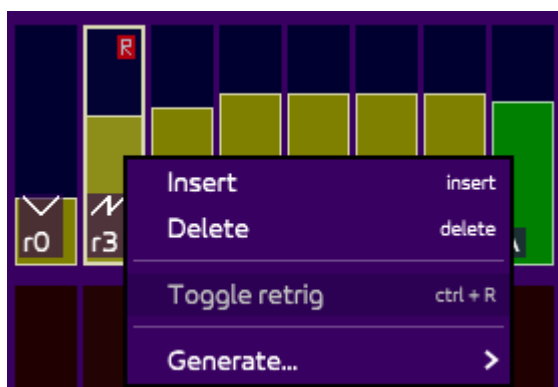 R
r0
r3
Insert insert
Delete delete
Toggle retrig ctrl + R
Generate... >